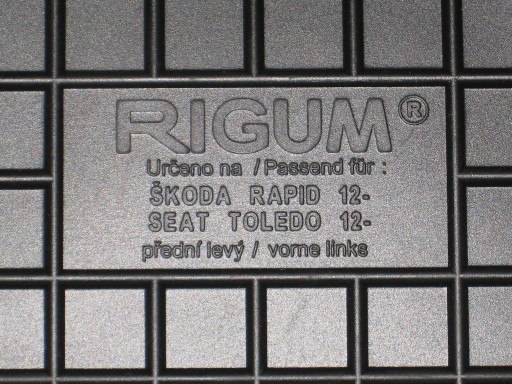 RIGUM®
Určeno na / Passend für :
ŠKODA RAPID 12-
SEAT TOLEDO 12-
přední levý / vorne links